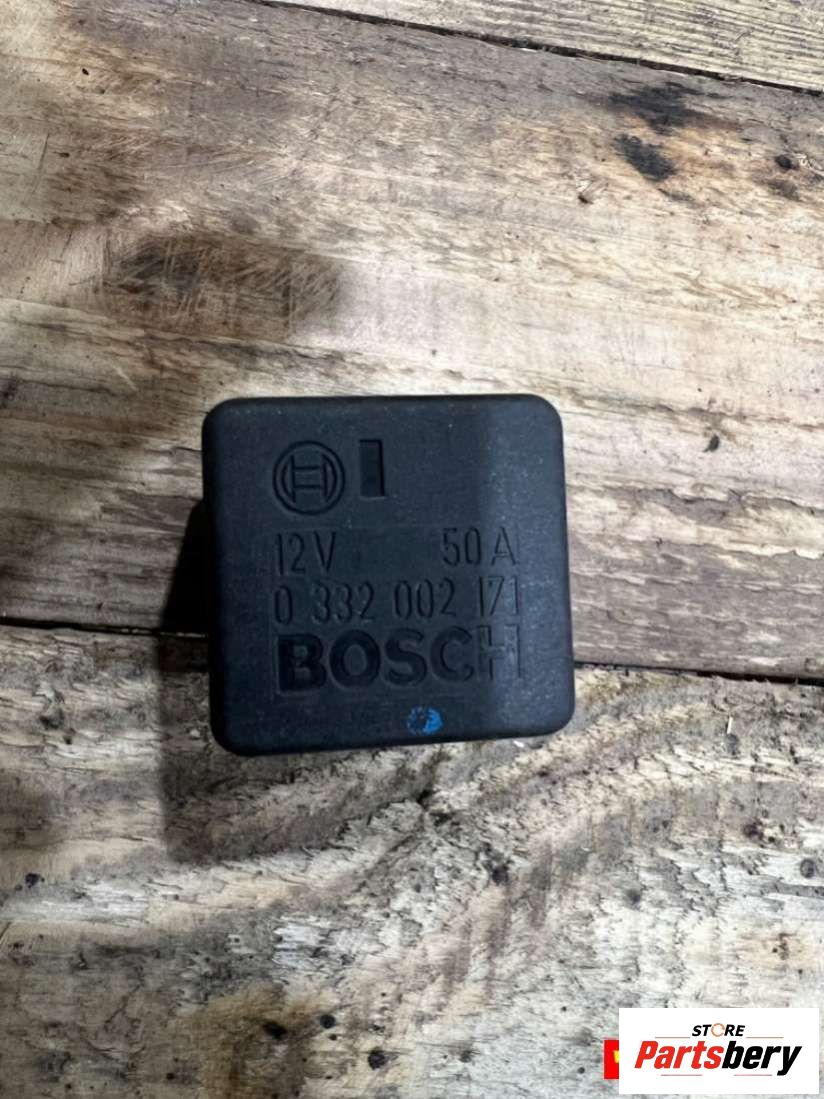 12V 50A
0 332 002 171
BOSCH
STORE
Partsbery